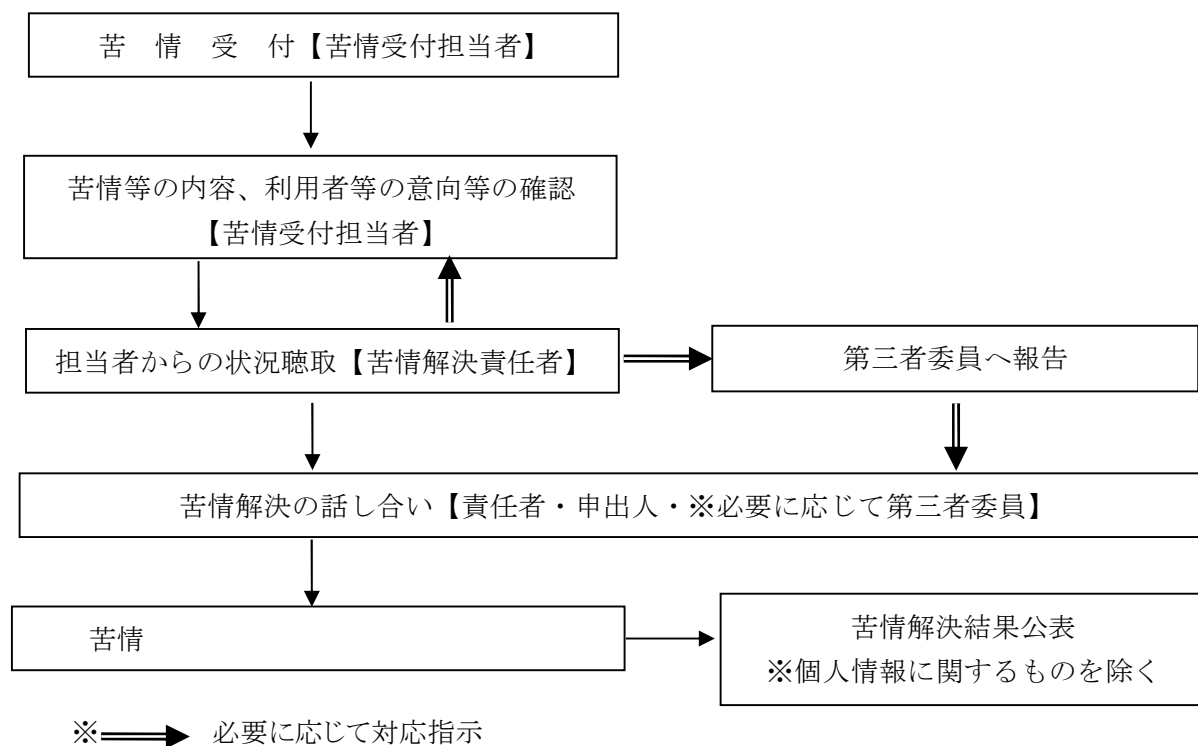 苦　情　受　付【苦情受付担当者】
苦情等の内容、利用者等の意向等の確認
【苦情受付担当者】
担当者からの状況聴取【苦情解決責任者】
第三者委員へ報告
苦情解決の話し合い【責任者・申出人・※必要に応じて第三者委員】
苦情
苦情解決結果公表
※個人情報に関するものを除く
※ 必要に応じて対応指示